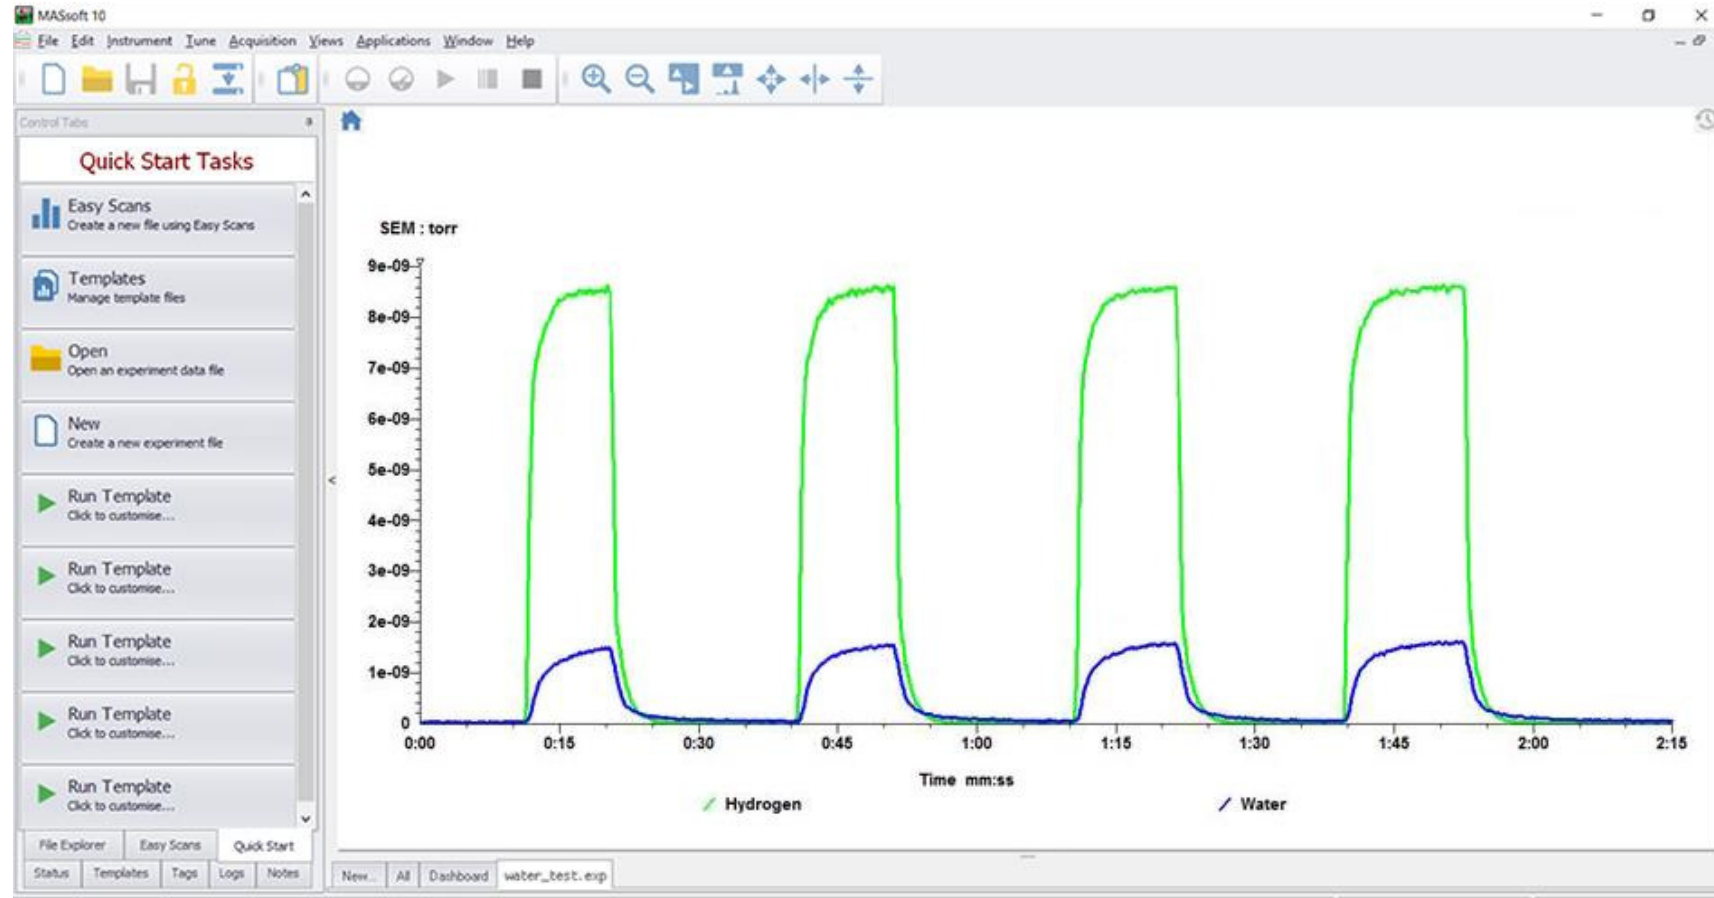 MASsoft 10
File Edit Instrument Tune Acquisition Views Applications Window Help
Control Tabs
Quick Start Tasks
Easy Scans
Create a new file using Easy Scans
Templates
Manage template files
Open
Open an experiment data file
New
Create a new experiment file
Run Template
Click to customise...
Run Template
Click to customise...
Run Template
Click to customise...
Run Template
Click to customise...
Run Template
Click to customise...
File Explorer Easy Scans Quick Start
Status Templates Tags Logs Notes
SEM : torr
9e-09
8e-09
7e-09
6e-09
5e-09
4e-09
3e-09
2e-09
1e-09
0
0:00 0:15 0:30 0:45 1:00 1:15 1:30 1:45 2:00 2:15
Time mm:ss
Hydrogen Water
New... All Dashboard water_test.exp